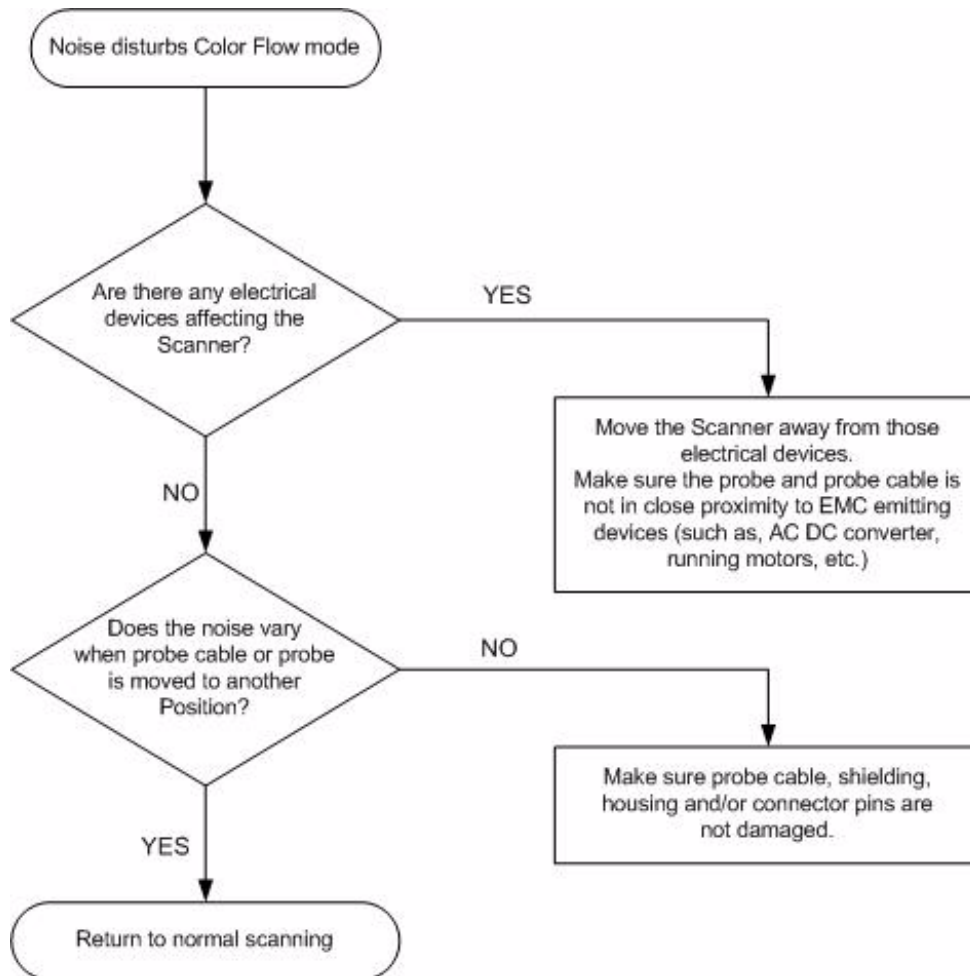 Noise disturbs Color Flow mode
Are there any electrical
devices affecting the
Scanner?
YES
Move the Scanner away from those
electrical devices.
Make sure the probe and probe cable is
not in close proximity to EMC emitting
devices (such as, AC DC converter,
running motors, etc.)
NO
Does the noise vary
when probe cable or probe
is moved to another
Position?
NO
Make sure probe cable, shielding,
housing and/or connector pins are
not damaged.
YES
Return to normal scanning